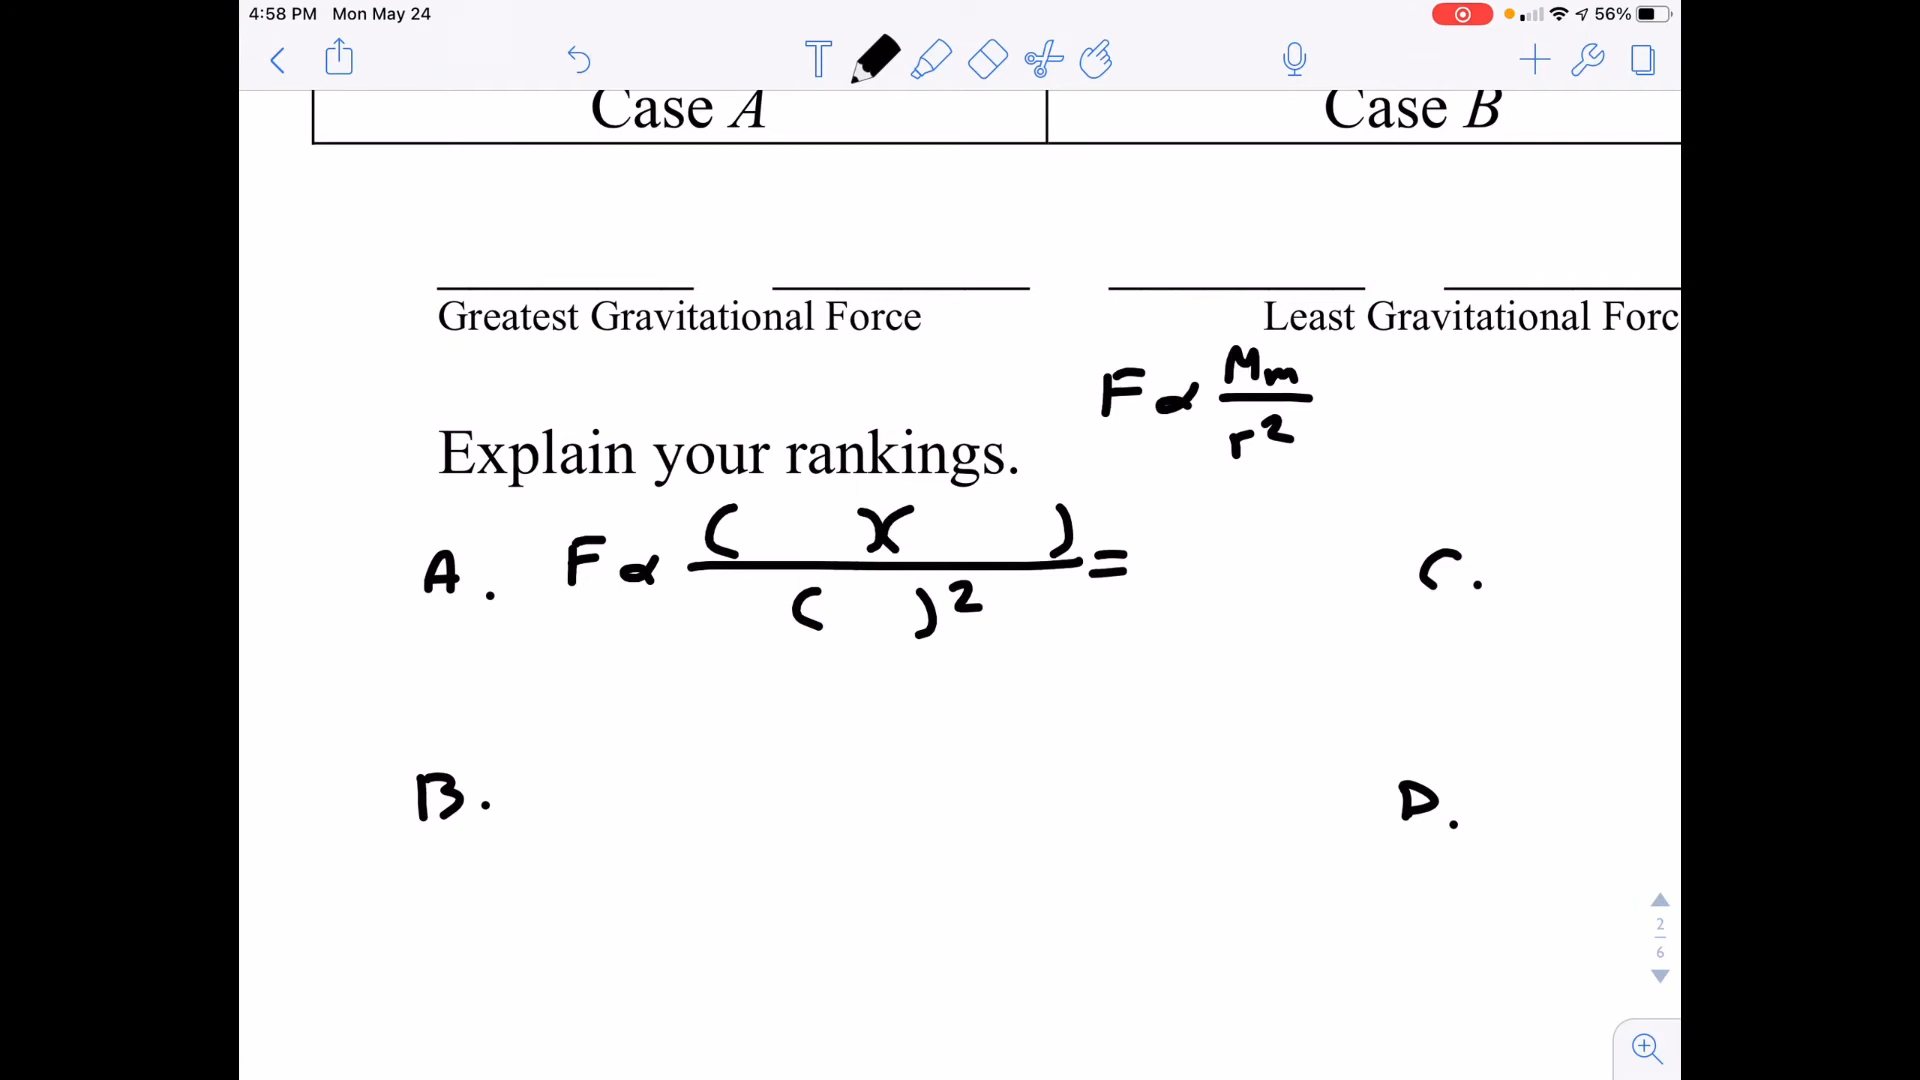 4:58 PM Mon May 24 56%
T
Case A Case B
Greatest Gravitational Force Least Gravitational Forc
F ∝ Mm / r²
Explain your rankings.
A. F ∝ ( x ) / ( )² = C.
B. D.
2
6